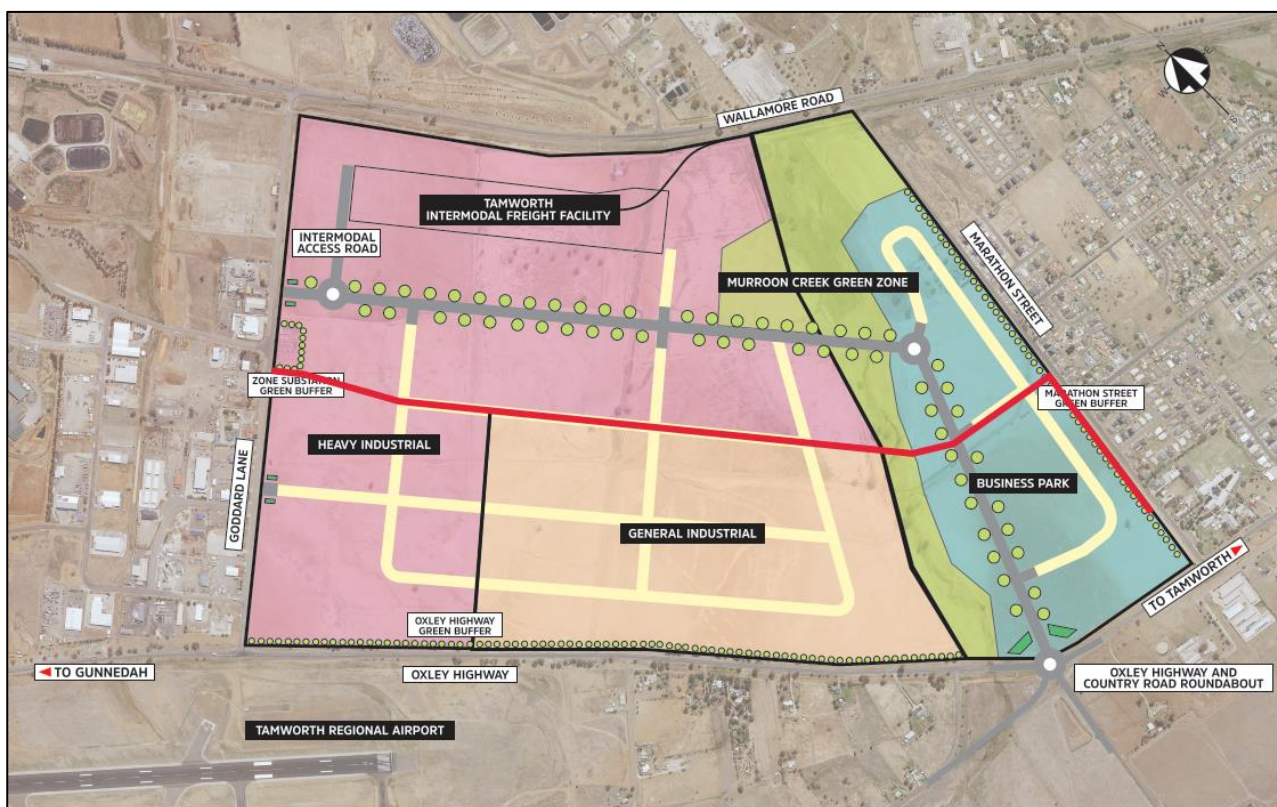 WALLAMORE ROAD
TAMWORTH
INTERMODAL FREIGHT FACILITY
INTERMODAL
ACCESS ROAD
MURROON CREEK GREEN ZONE
MARATHON STREET
ZONE SUBSTATION
GREEN BUFFER
MARATHON STREET
GREEN BUFFER
HEAVY INDUSTRIAL
GODDARD LANE
BUSINESS PARK
GENERAL INDUSTRIAL
TO TAMWORTH
OXLEY HIGHWAY
GREEN BUFFER
TO GUNNEDAH
OXLEY HIGHWAY
OXLEY HIGHWAY AND
COUNTRY ROAD ROUNDABOUT
TAMWORTH REGIONAL AIRPORT